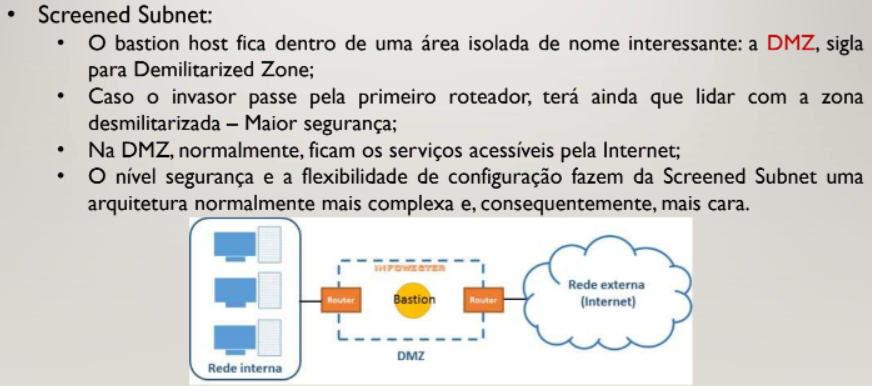 • Screened Subnet:
• O bastion host fica dentro de uma área isolada de nome interessante: a DMZ, sigla
para Demilitarized Zone;
• Caso o invasor passe pela primeiro roteador, terá ainda que lidar com a zona
desmilitarizada – Maior segurança;
• Na DMZ, normalmente, ficam os serviços acessíveis pela Internet;
• O nível segurança e a flexibilidade de configuração fazem da Screened Subnet uma
arquitetura normalmente mais complexa e, consequentemente, mais cara.
INFOWESTER
Router
Bastion
Router
Rede externa
(Internet)
DMZ
Rede interna